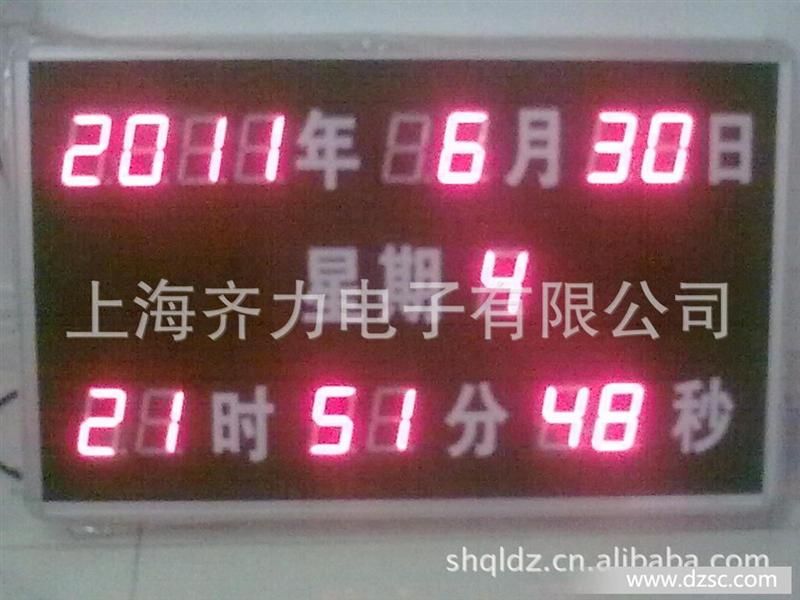 2011年 6月30日
星期 4
上海齐力电子有限公司
21时51分48秒
shqldz.cn.alibaba.com
www.dzsc.com